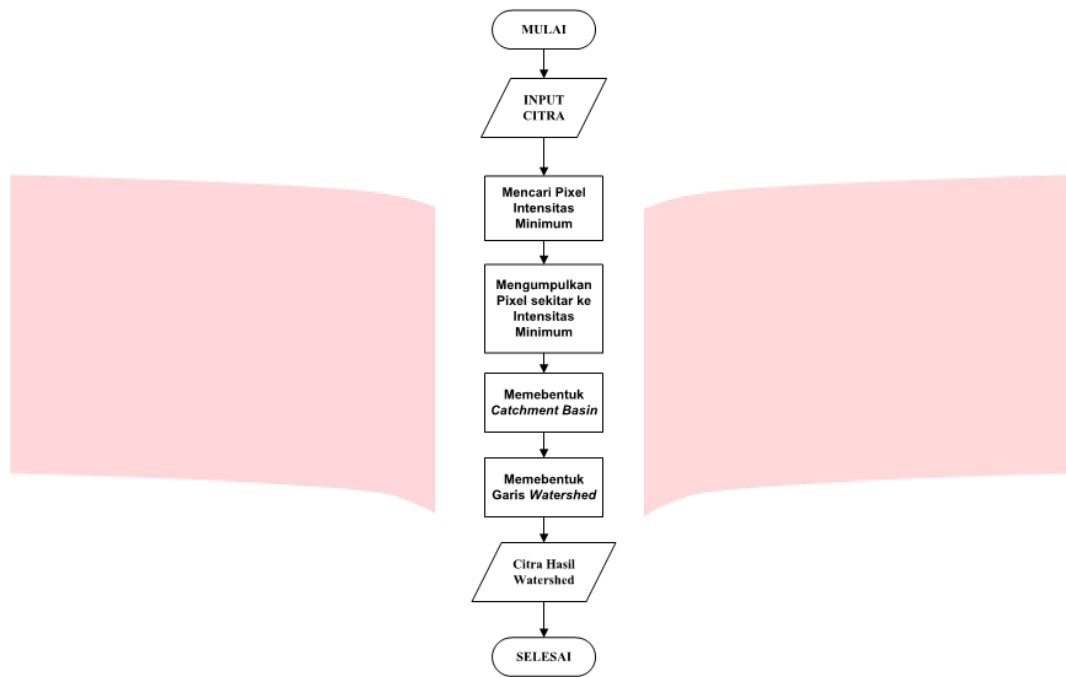 MULAI
INPUT
CITRA
Mencari Pixel
Intensitas
Minimum
Mengumpulkan
Pixel sekitar ke
Intensitas
Minimum
Memebentuk
Catchment Basin
Memebentuk
Garis Watershed
Citra Hasil
Watershed
SELESAI